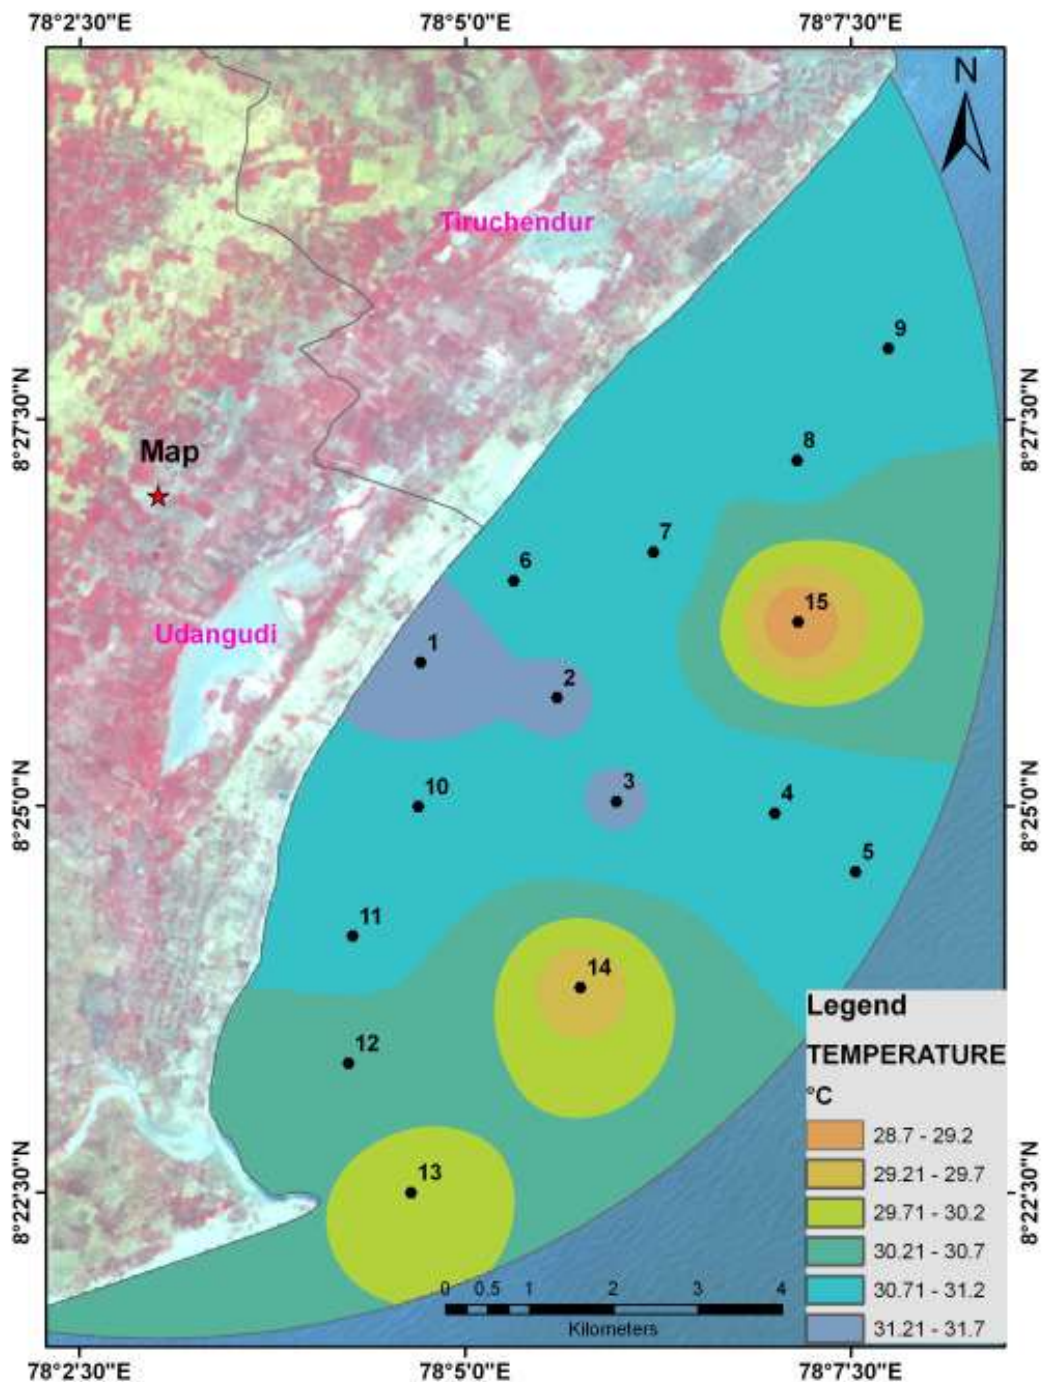 78°2'30"E 78°5'0"E 78°7'30"E
N
Tiruchendur
9
8°27'30"N 8°27'30"N
Map
8
7
6
15
Udangudi
1
2
3
10
4
8°25'0"N 8°25'0"N
5
11
14
12
13
8°22'30"N 8°22'30"N
Legend
TEMPERATURE
°C
28.7 - 29.2
29.21 - 29.7
29.71 - 30.2
30.21 - 30.7
30.71 - 31.2
31.21 - 31.7
0 0.5 1 2 3 4
Kilometers
78°2'30"E 78°5'0"E 78°7'30"E